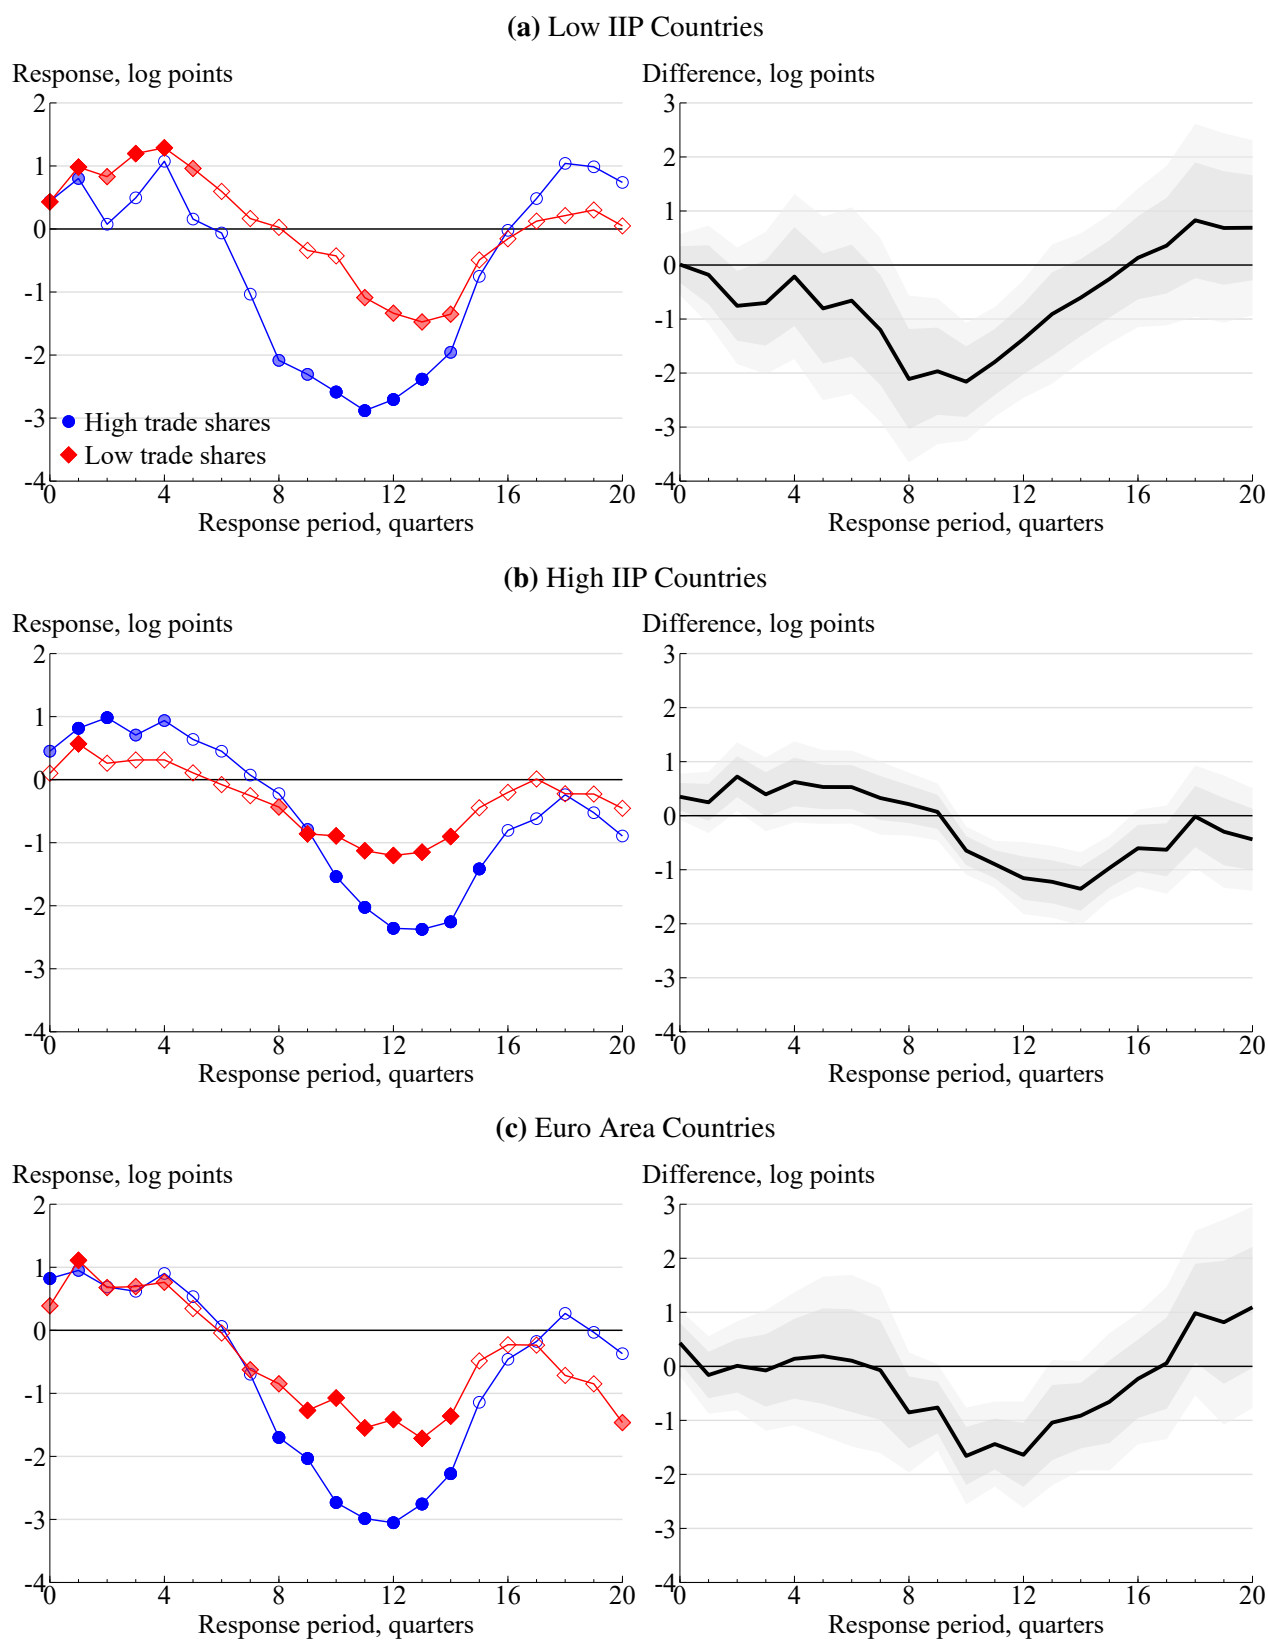 (a) Low IIP Countries
Response, log points
2
1
0
-1
-2
-3
-4
High trade shares
Low trade shares
0 4 8 12 16 20
Response period, quarters
Difference, log points
3
2
1
0
-1
-2
-3
-4
0 4 8 12 16 20
Response period, quarters
(b) High IIP Countries
Response, log points
2
1
0
-1
-2
-3
-4
0 4 8 12 16 20
Response period, quarters
Difference, log points
3
2
1
0
-1
-2
-3
-4
0 4 8 12 16 20
Response period, quarters
(c) Euro Area Countries
Response, log points
2
1
0
-1
-2
-3
-4
0 4 8 12 16 20
Response period, quarters
Difference, log points
3
2
1
0
-1
-2
-3
-4
0 4 8 12 16 20
Response period, quarters